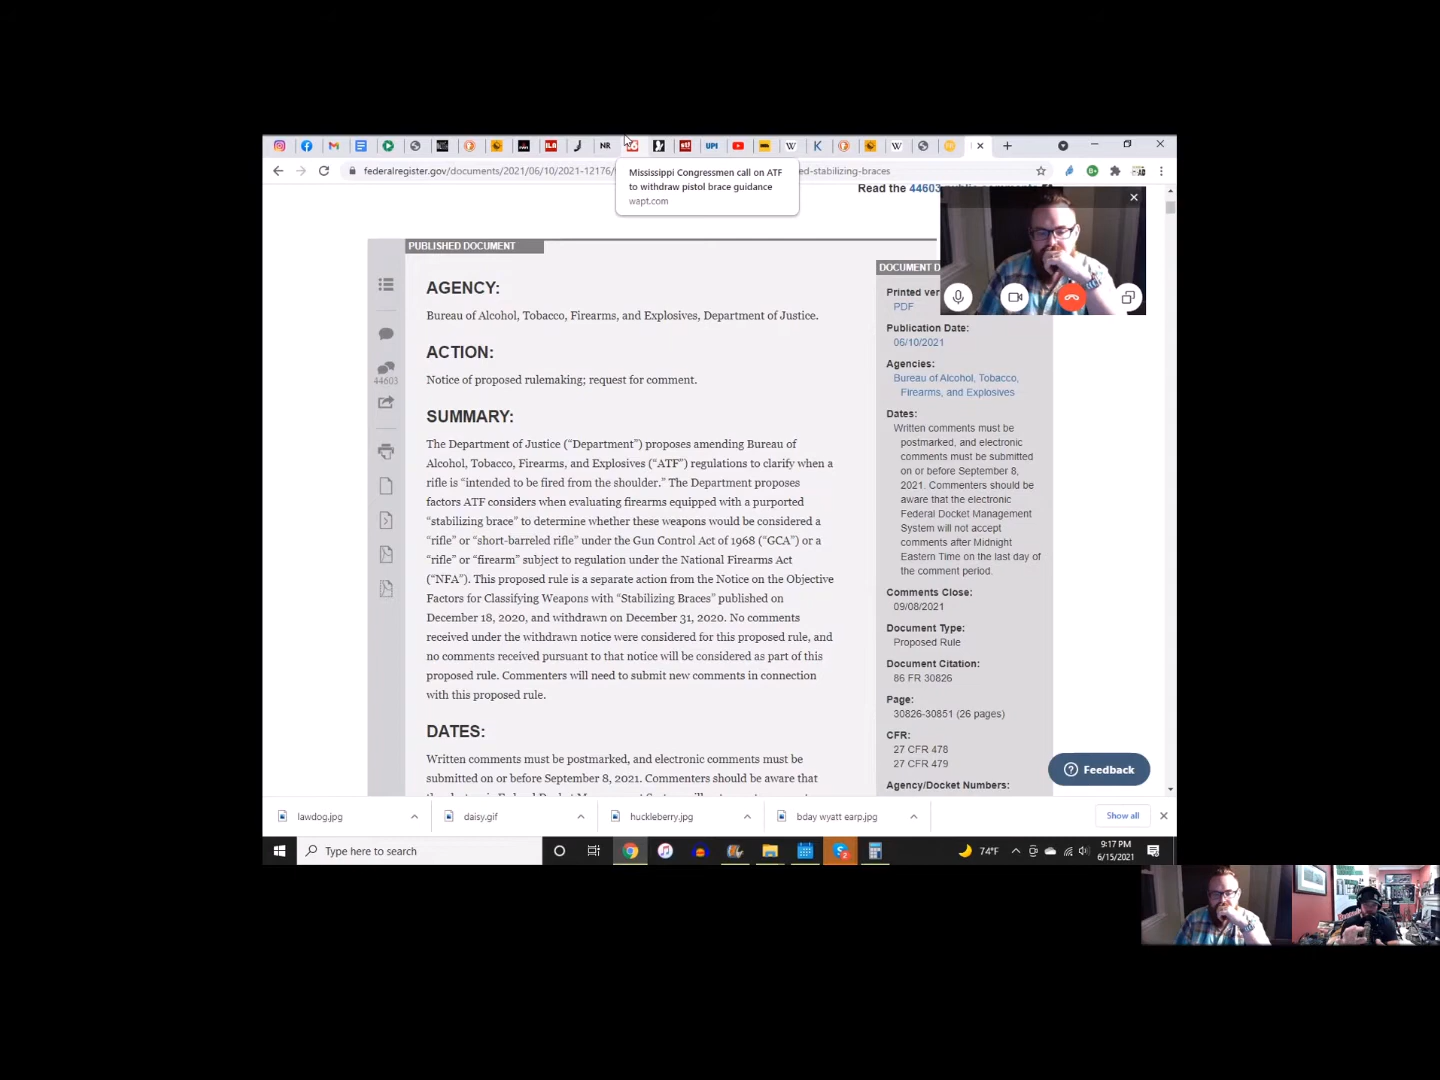 NR
UPI
W
K
W
federalregister.gov/documents/2021/06/10/2021-12176/
ed-stabilizing-braces
Mississippi Congressmen call on ATF
to withdraw pistol brace guidance
wapt.com
Read the 44603
PUBLISHED DOCUMENT
AGENCY:
Bureau of Alcohol, Tobacco, Firearms, and Explosives, Department of Justice.
ACTION:
Notice of proposed rulemaking; request for comment.
44603
SUMMARY:
The Department of Justice (“Department”) proposes amending Bureau of
Alcohol, Tobacco, Firearms, and Explosives (“ATF”) regulations to clarify when a
rifle is “intended to be fired from the shoulder.” The Department proposes
factors ATF considers when evaluating firearms equipped with a purported
“stabilizing brace” to determine whether these weapons would be considered a
“rifle” or “short-barreled rifle” under the Gun Control Act of 1968 (“GCA”) or a
“rifle” or “firearm” subject to regulation under the National Firearms Act
(“NFA”). This proposed rule is a separate action from the Notice on the Objective
Factors for Classifying Weapons with “Stabilizing Braces” published on
December 18, 2020, and withdrawn on December 31, 2020. No comments
received under the withdrawn notice were considered for this proposed rule, and
no comments received pursuant to that notice will be considered as part of this
proposed rule. Commenters will need to submit new comments in connection
with this proposed rule.
DATES:
Written comments must be postmarked, and electronic comments must be
submitted on or before September 8, 2021. Commenters should be aware that
DOCUMENT D
Printed ver
PDF
Publication Date:
06/10/2021
Agencies:
Bureau of Alcohol, Tobacco,
Firearms, and Explosives
Dates:
Written comments must be
postmarked, and electronic
comments must be submitted
on or before September 8,
2021. Commenters should be
aware that the electronic
Federal Docket Management
System will not accept
comments after Midnight
Eastern Time on the last day of
the comment period.
Comments Close:
09/08/2021
Document Type:
Proposed Rule
Document Citation:
86 FR 30826
Page:
30826-30851 (26 pages)
CFR:
27 CFR 478
27 CFR 479
Agency/Docket Numbers:
Feedback
lawdog.jpg
daisy.gif
huckleberry.jpg
bday wyatt earp.jpg
Show all
Type here to search
74°F
9:17 PM
6/15/2021